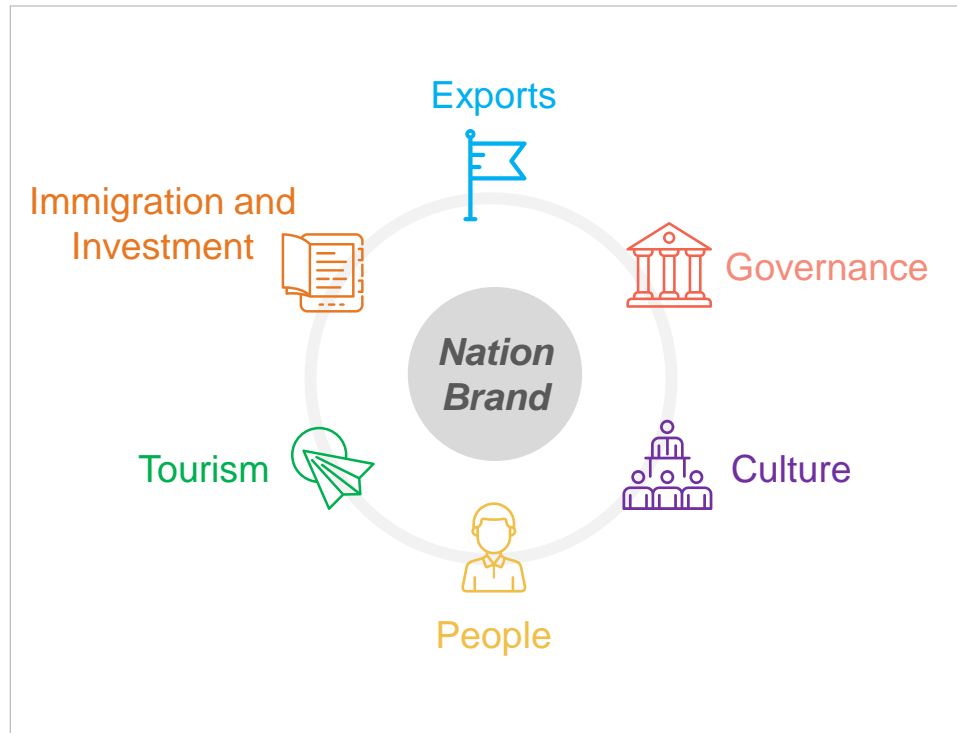 Exports
Immigration and
Investment
Governance
Nation
Brand
Tourism
Culture
People